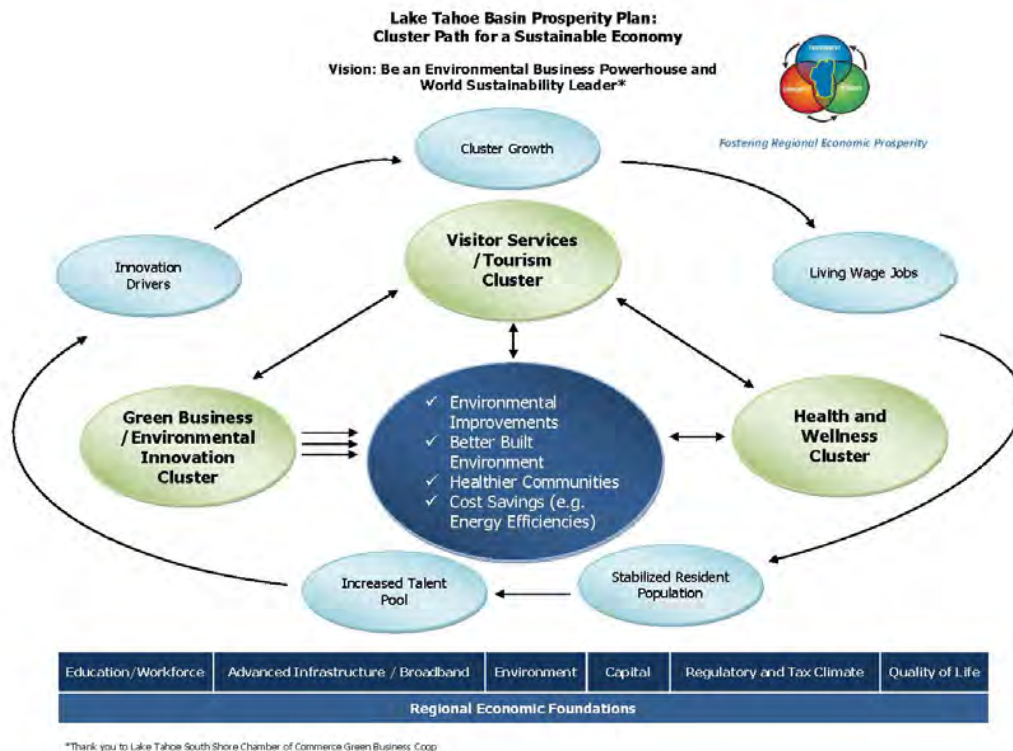 Lake Tahoe Basin Prosperity Plan:
Cluster Path for a Sustainable Economy
Vision: Be an Environmental Business Powerhouse and
World Sustainability Leader*
Fostering Regional Economic Prosperity
Cluster Growth
Innovation
Drivers
Visitor Services
/Tourism
Cluster
Living Wage Jobs
Green Business
/Environmental
Innovation
Cluster
✓ Environmental
Improvements
✓ Better Built
Environment
✓ Healthier Communities
✓ Cost Savings (e.g.
Energy Efficiencies)
Health and
Wellness
Cluster
Increased Talent
Pool
Stabilized Resident
Population
Education/Workforce
Advanced Infrastructure / Broadband
Environment
Capital
Regulatory and Tax Climate
Quality of Life
Regional Economic Foundations
*Thank you to Lake Tahoe South Shore Chamber of Commerce Green Business Coop